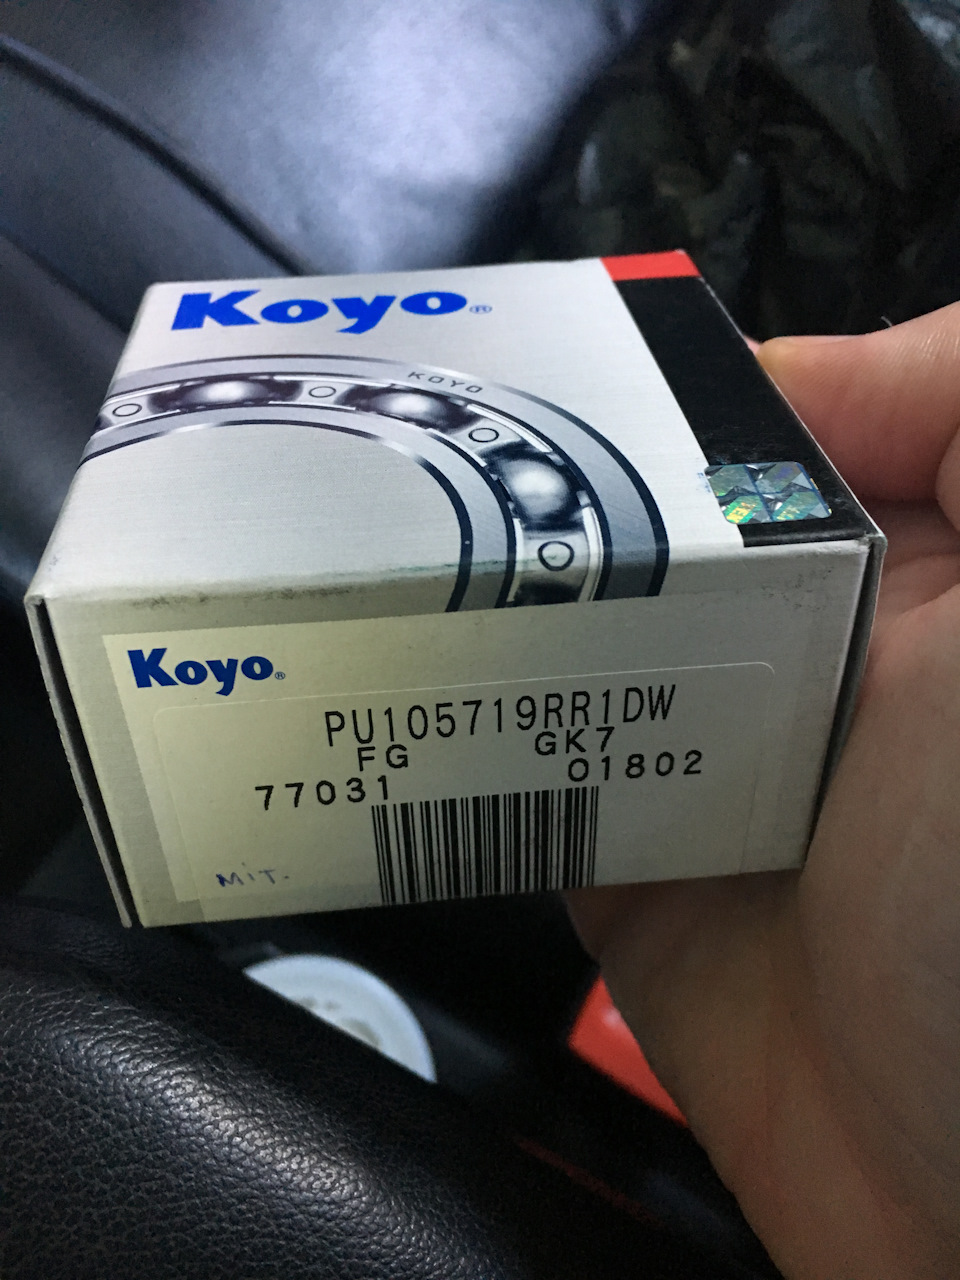 Koyo®
KOYO
Koyo®
PU105719RR1DW
FG GK7
77031 01802
MIT.